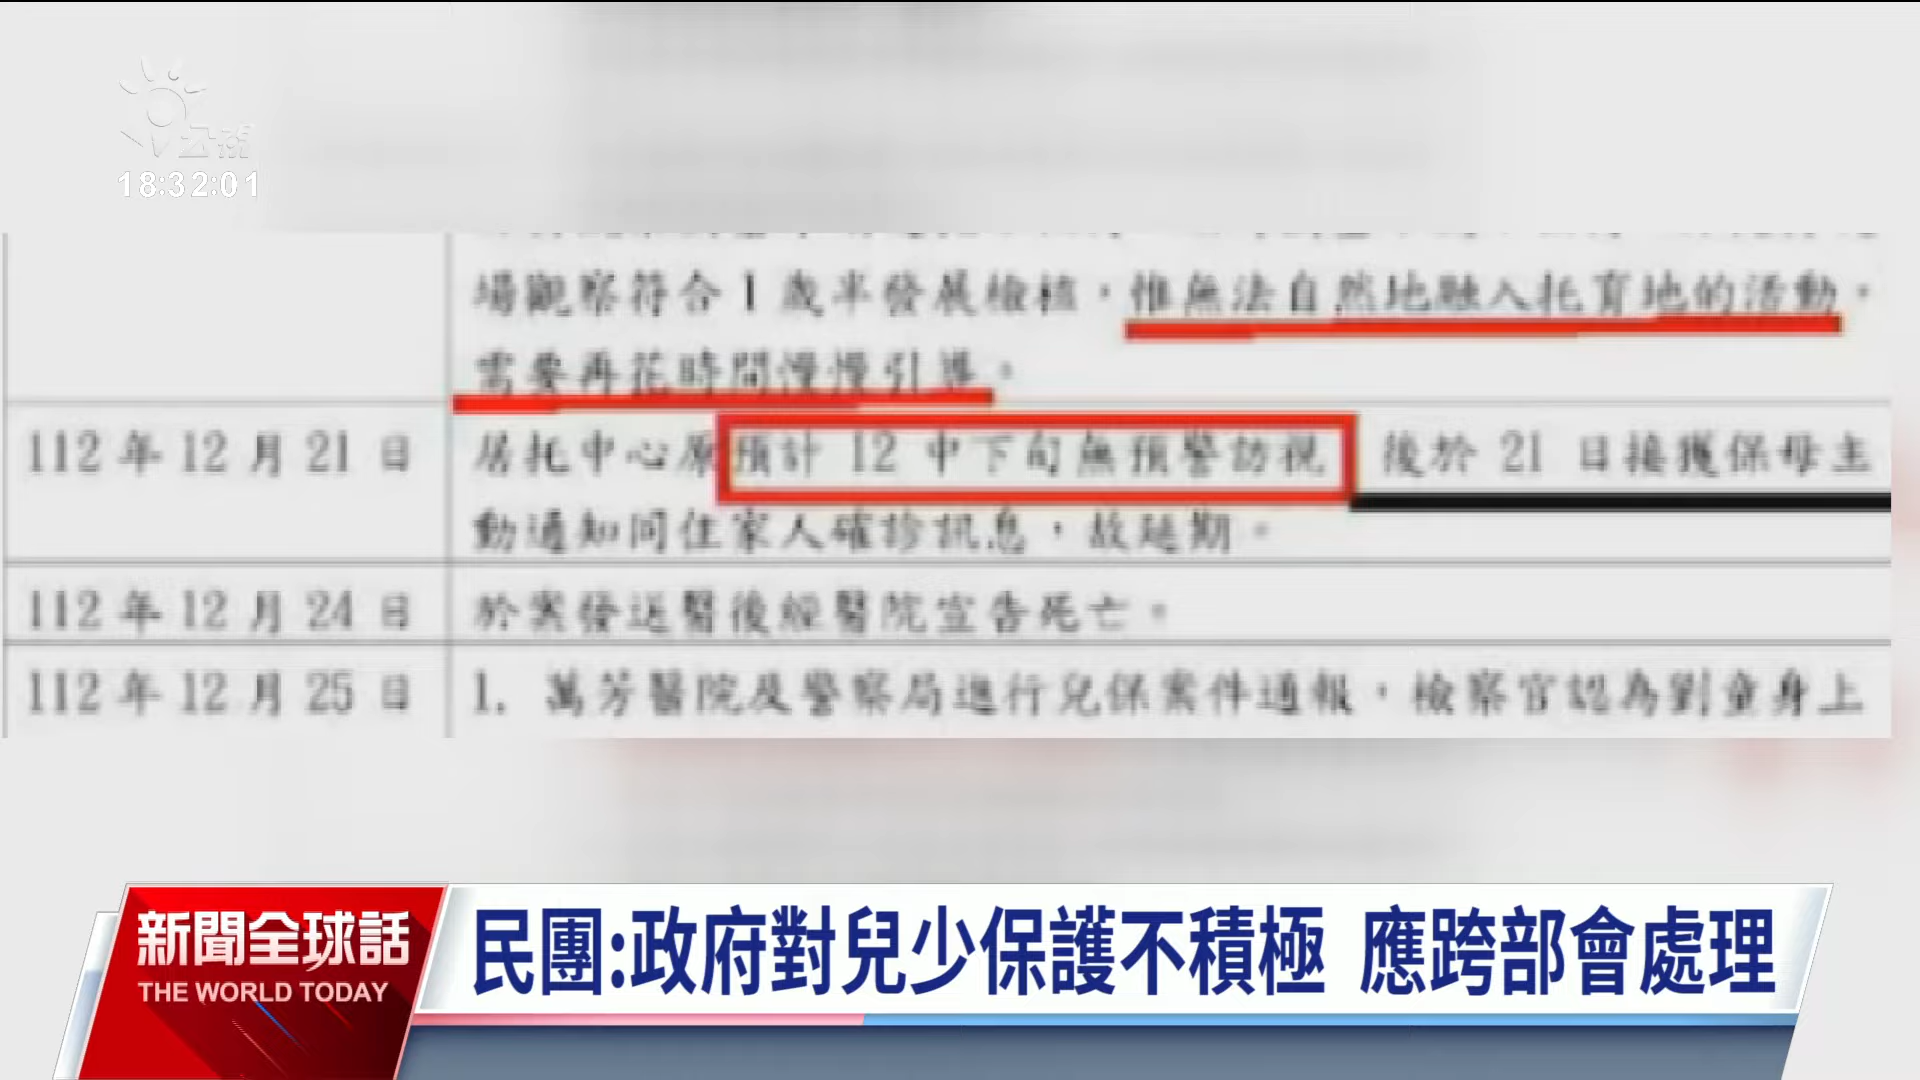 公視
18:32:01
場觀察符合1歲半發展檢核，惟無法自然地融入托育地的活動，
需要再花時間慢慢引導。
112年12月21日
居托中心原預計12中下旬無預警訪視 後於21日接獲保母主
動通知同住家人確診訊息，故延期。
112年12月24日
於案發送醫後經醫院宣告死亡。
112年12月25日
1. 萬芳醫院及警察局進行兒保案件通報，檢察官認為劉童身上
新聞全球話
THE WORLD TODAY
民團:政府對兒少保護不積極 應跨部會處理